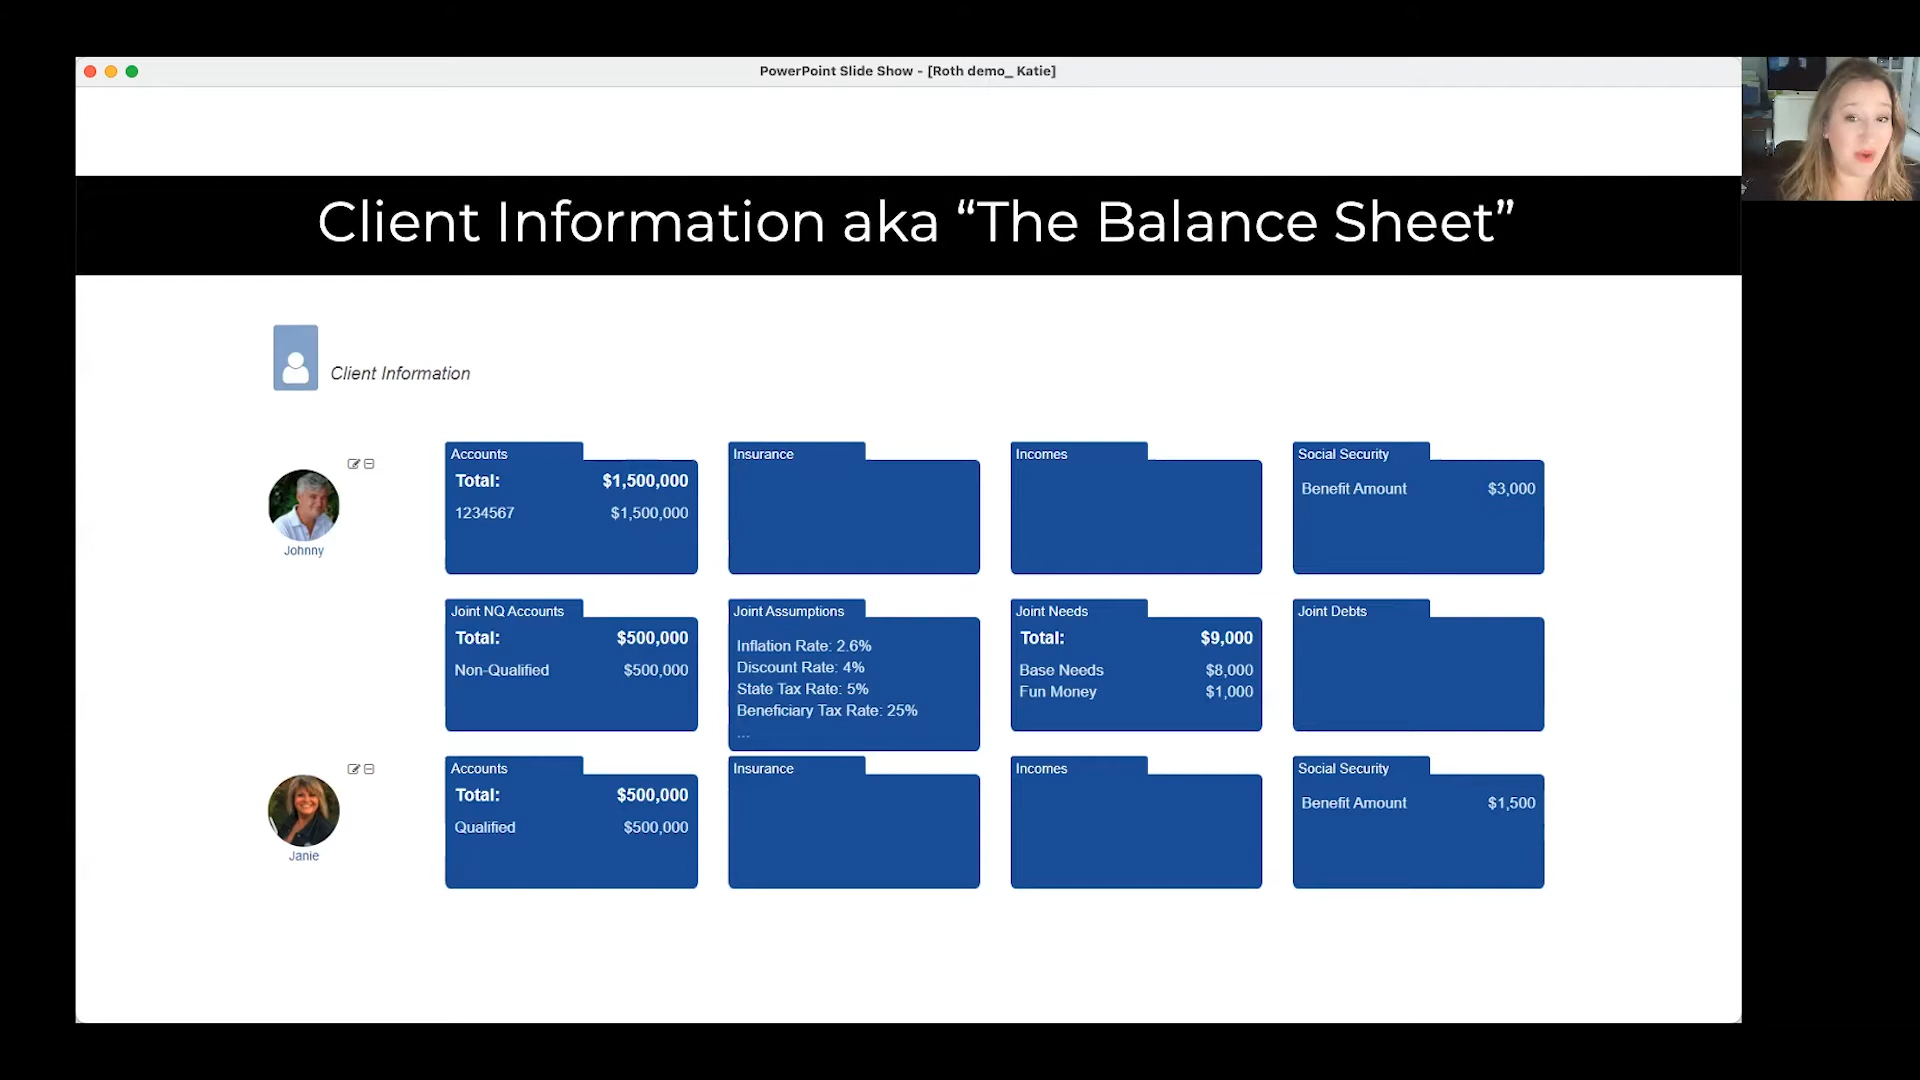 PowerPoint Slide Show - [Roth demo_ Katie]
Client Information aka “The Balance Sheet”
Client Information
Accounts
Total: $1,500,000
1234567 $1,500,000
Insurance
Incomes
Social Security
Benefit Amount $3,000
Johnny
Joint NQ Accounts
Total: $500,000
Non-Qualified $500,000
Joint Assumptions
Inflation Rate: 2.6%
Discount Rate: 4%
State Tax Rate: 5%
Beneficiary Tax Rate: 25%
...
Joint Needs
Total: $9,000
Base Needs $8,000
Fun Money $1,000
Joint Debts
Accounts
Total: $500,000
Qualified $500,000
Insurance
Incomes
Social Security
Benefit Amount $1,500
Janie